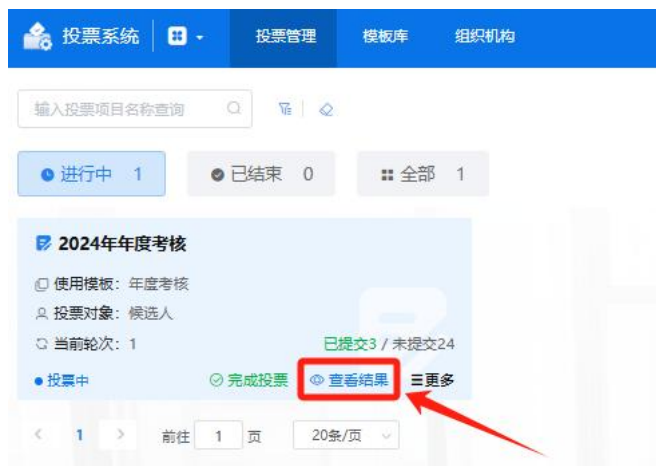 投票系统 投票管理 模板库 组织机构
输入投票项目名称查询
进行中 1 已结束 0 全部 1
2024年年度考核
使用模板：年度考核
投票对象：候选人
当前轮次：1 已提交3 / 未提交24
投票中 完成投票 查看结果 更多
1 前往 1 页 20条/页